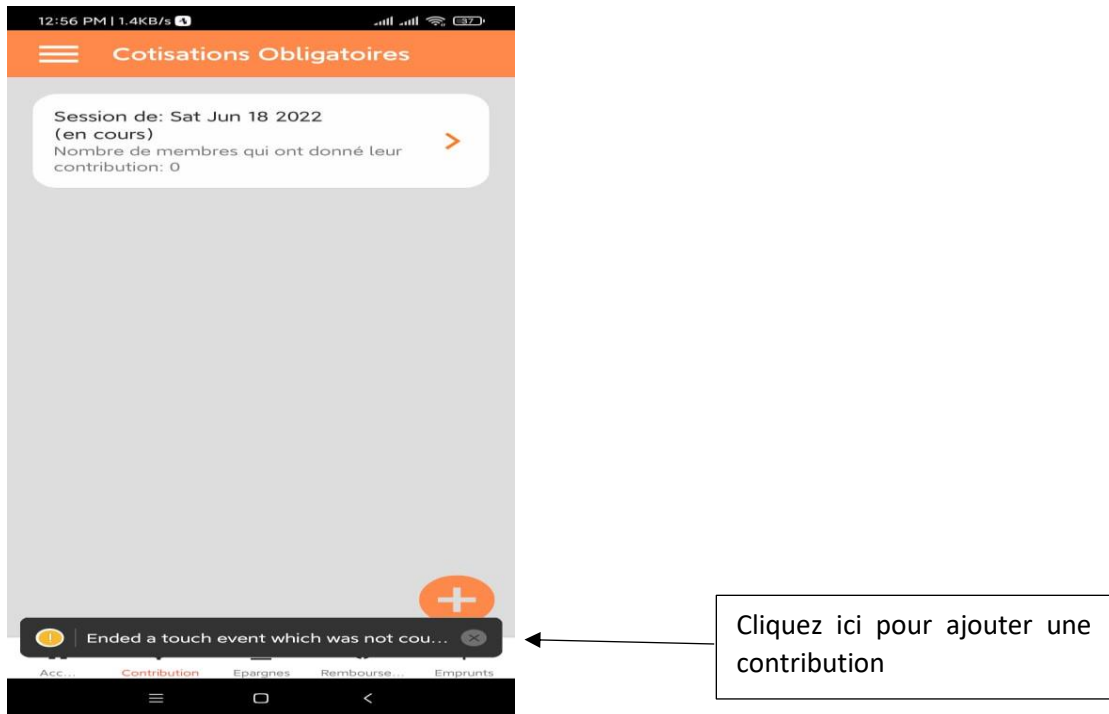 12:56 PM | 1.4KB/s
37
Cotisations Obligatoires
Session de: Sat Jun 18 2022
(en cours)
Nombre de membres qui ont donné leur
contribution: 0
Ended a touch event which was not cou...
Acc... Contribution Epargnes Rembourse... Emprunts
Cliquez ici pour ajouter une
contribution